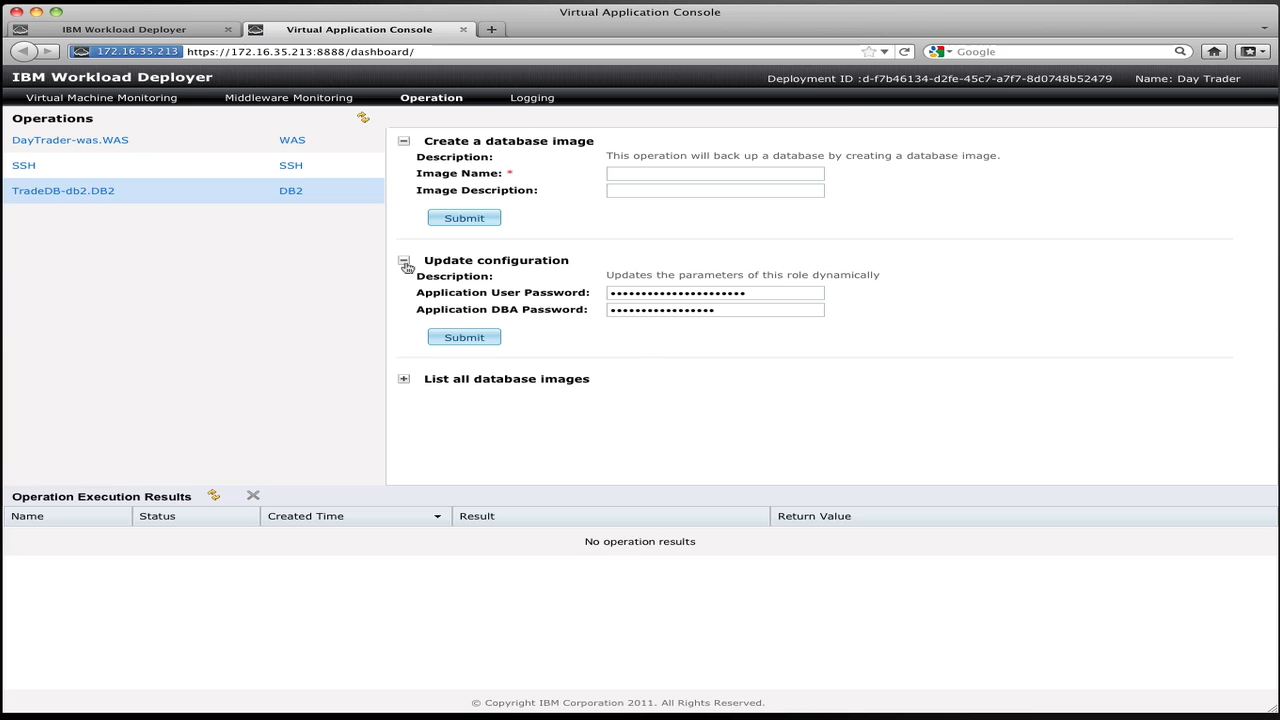 Virtual Application Console
IBM Workload Deployer
Virtual Application Console
172.16.35.213 https://172.16.35.213:8888/dashboard/
Google
IBM Workload Deployer
Deployment ID :d-f7b46134-d2fe-45c7-a7f7-8d0748b52479 Name: Day Trader
Virtual Machine Monitoring Middleware Monitoring Operation Logging
Operations
DayTrader-was.WAS WAS
SSH SSH
TradeDB-db2.DB2 DB2
Create a database image
Description: This operation will back up a database by creating a database image.
Image Name: *
Image Description:
Submit
Update configuration
Description: Updates the parameters of this role dynamically
Application User Password: ••••••••••••••••••••••
Application DBA Password: •••••••••••••••••
Submit
List all database images
Operation Execution Results
Name Status Created Time Result Return Value
No operation results
© Copyright IBM Corporation 2011. All Rights Reserved.